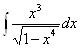 ∫ x³/√(1−x⁴) dx